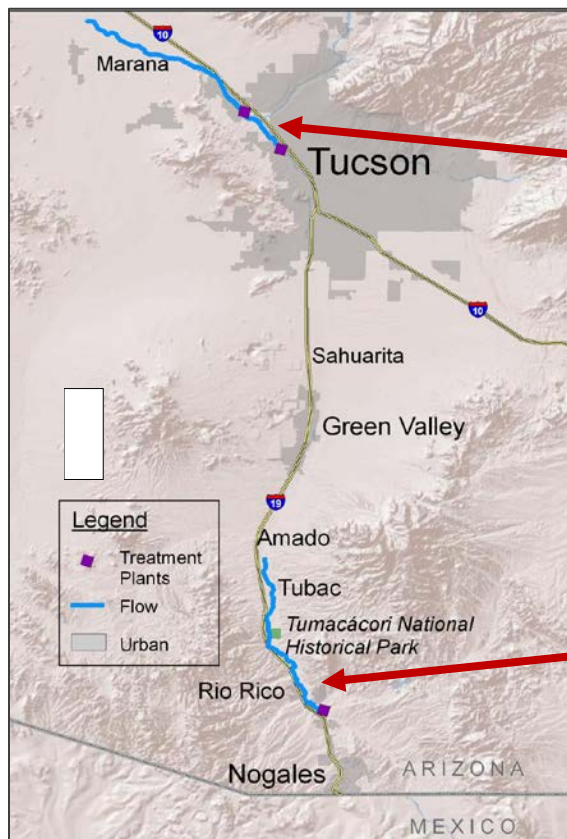 10
Marana
Tucson
10
Sahuarita
Green Valley
19
Amado
Legend
Treatment
Plants
Flow
Urban
Tubac
Tumacácori National
Historical Park
Rio Rico
Nogales
ARIZONA
MEXICO